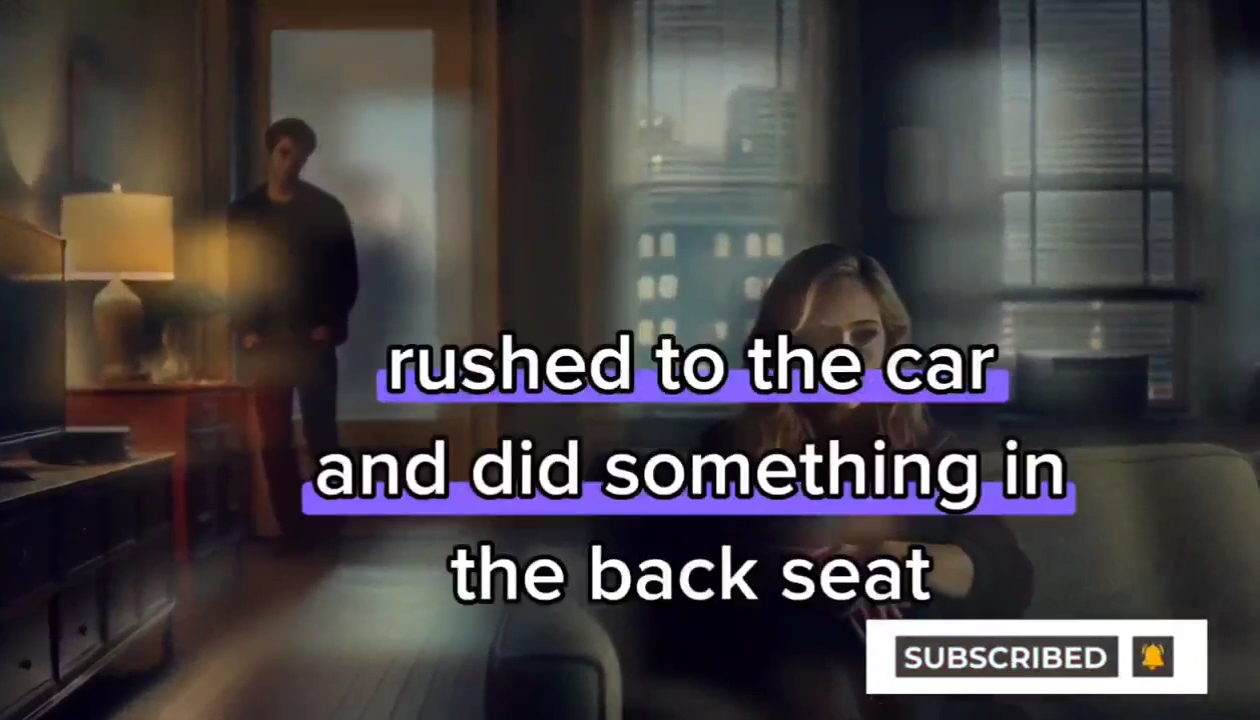 rushed to the car
and did something in
the back seat
SUBSCRIBED